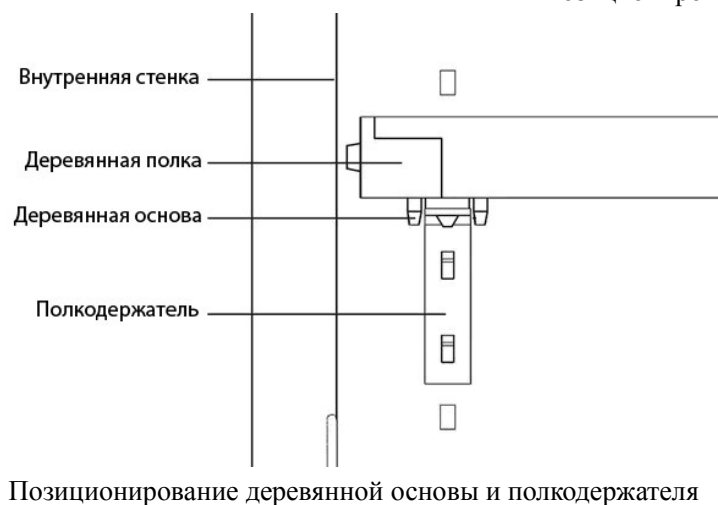 Внутренняя стенка
Деревянная полка
Деревянная основа
Полкодержатель
Позиционирование деревянной основы и полкодержателя